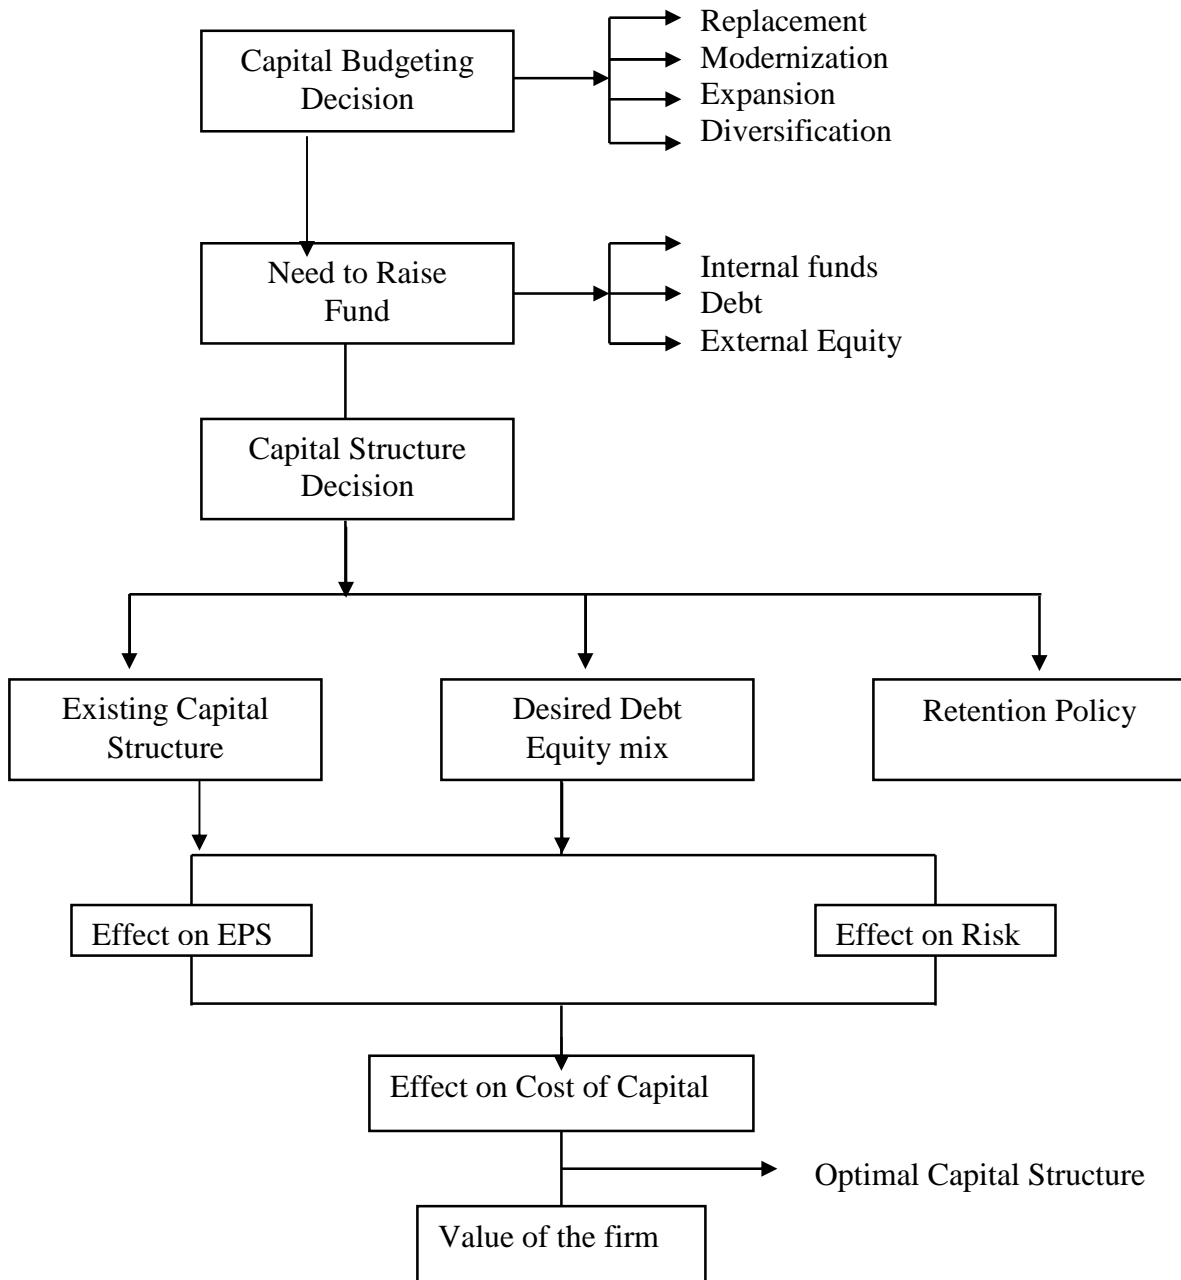 Capital Budgeting
Decision
Replacement
Modernization
Expansion
Diversification
Need to Raise
Fund
Internal funds
Debt
External Equity
Capital Structure
Decision
Existing Capital
Structure
Desired Debt
Equity mix
Retention Policy
Effect on EPS
Effect on Risk
Effect on Cost of Capital
Optimal Capital Structure
Value of the firm